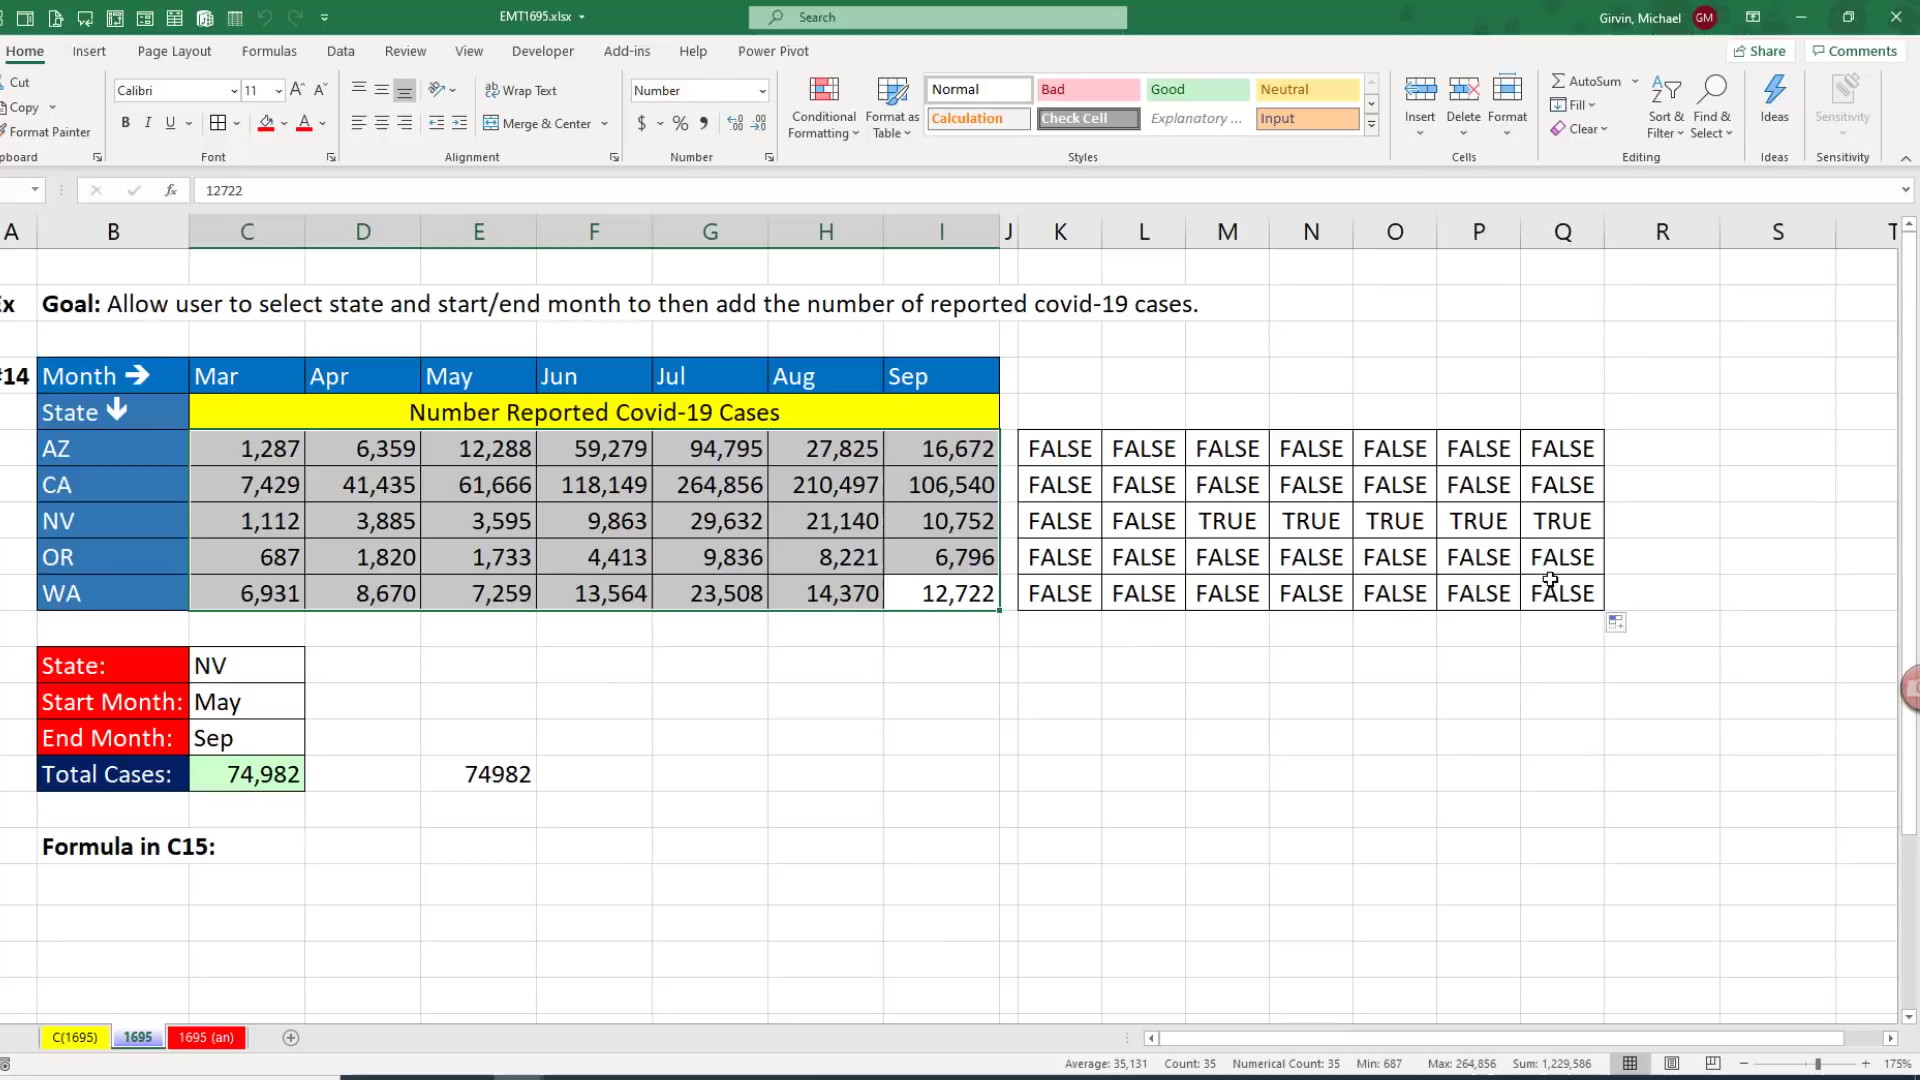 EMT1695.xlsx
Search
Girvin, Michael GM
Home Insert Page Layout Formulas Data Review View Developer Add-ins Help Power Pivot Share Comments
Cut
Copy
Format Painter
pboard
Calibri 11
B I U
Font
Wrap Text
Merge & Center
Alignment
Number
$ % 9
Number
Conditional Formatting
Format as Table
Normal Bad Good Neutral
Calculation Check Cell Explanatory ... Input
Styles
Insert Delete Format
Cells
AutoSum
Fill
Clear
Sort & Filter
Find & Select
Editing
Ideas
Ideas
Sensitivity
Sensitivity
fx 12722
A B C D E F G H I J K L M N O P Q R S T
Ex Goal: Allow user to select state and start/end month to then add the number of reported covid-19 cases.
#14 Month → Mar Apr May Jun Jul Aug Sep
State ↓ Number Reported Covid-19 Cases
AZ 1,287 6,359 12,288 59,279 94,795 27,825 16,672 FALSE FALSE FALSE FALSE FALSE FALSE FALSE
CA 7,429 41,435 61,666 118,149 264,856 210,497 106,540 FALSE FALSE FALSE FALSE FALSE FALSE FALSE
NV 1,112 3,885 3,595 9,863 29,632 21,140 10,752 FALSE FALSE TRUE TRUE TRUE TRUE TRUE
OR 687 1,820 1,733 4,413 9,836 8,221 6,796 FALSE FALSE FALSE FALSE FALSE FALSE FALSE
WA 6,931 8,670 7,259 13,564 23,508 14,370 12,722 FALSE FALSE FALSE FALSE FALSE FALSE FALSE
State: NV
Start Month: May
End Month: Sep
Total Cases: 74,982 74982
Formula in C15:
C(1695) 1695 1695 (an)
Average: 35,131 Count: 35 Numerical Count: 35 Min: 687 Max: 264,856 Sum: 1,229,586 175%